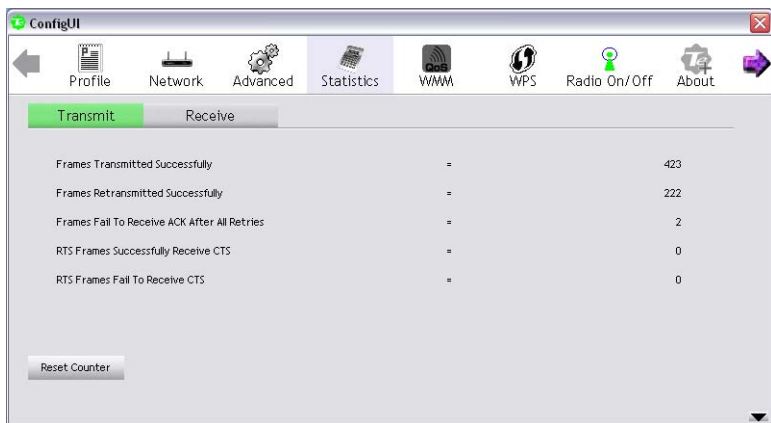 ConfigUI
Profile Network Advanced Statistics QoS WMM WPS Radio On/Off About
Transmit Receive
Frames Transmitted Successfully = 423
Frames Retransmitted Successfully = 222
Frames Fail To Receive ACK After All Retries = 2
RTS Frames Successfully Receive CTS = 0
RTS Frames Fail To Receive CTS = 0
Reset Counter